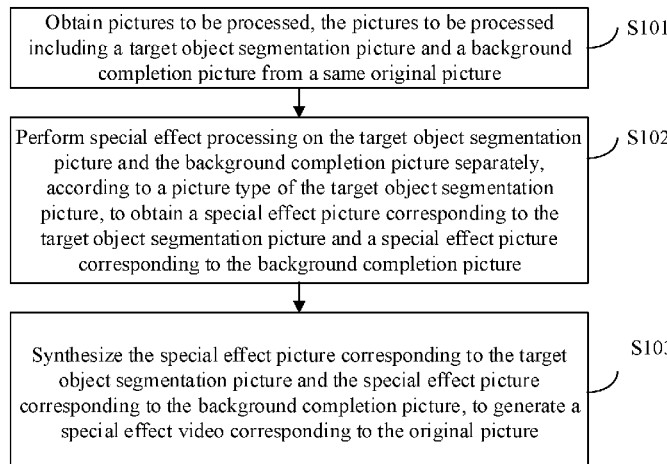 Obtain pictures to be processed, the pictures to be processed
including a target object segmentation picture and a background
completion picture from a same original picture
S101
Perform special effect processing on the target object segmentation
picture and the background completion picture separately,
according to a picture type of the target object segmentation
picture, to obtain a special effect picture corresponding to the
target object segmentation picture and a special effect picture
corresponding to the background completion picture
S102
Synthesize the special effect picture corresponding to the target
object segmentation picture and the special effect picture
corresponding to the background completion picture, to generate a
special effect video corresponding to the original picture
S103